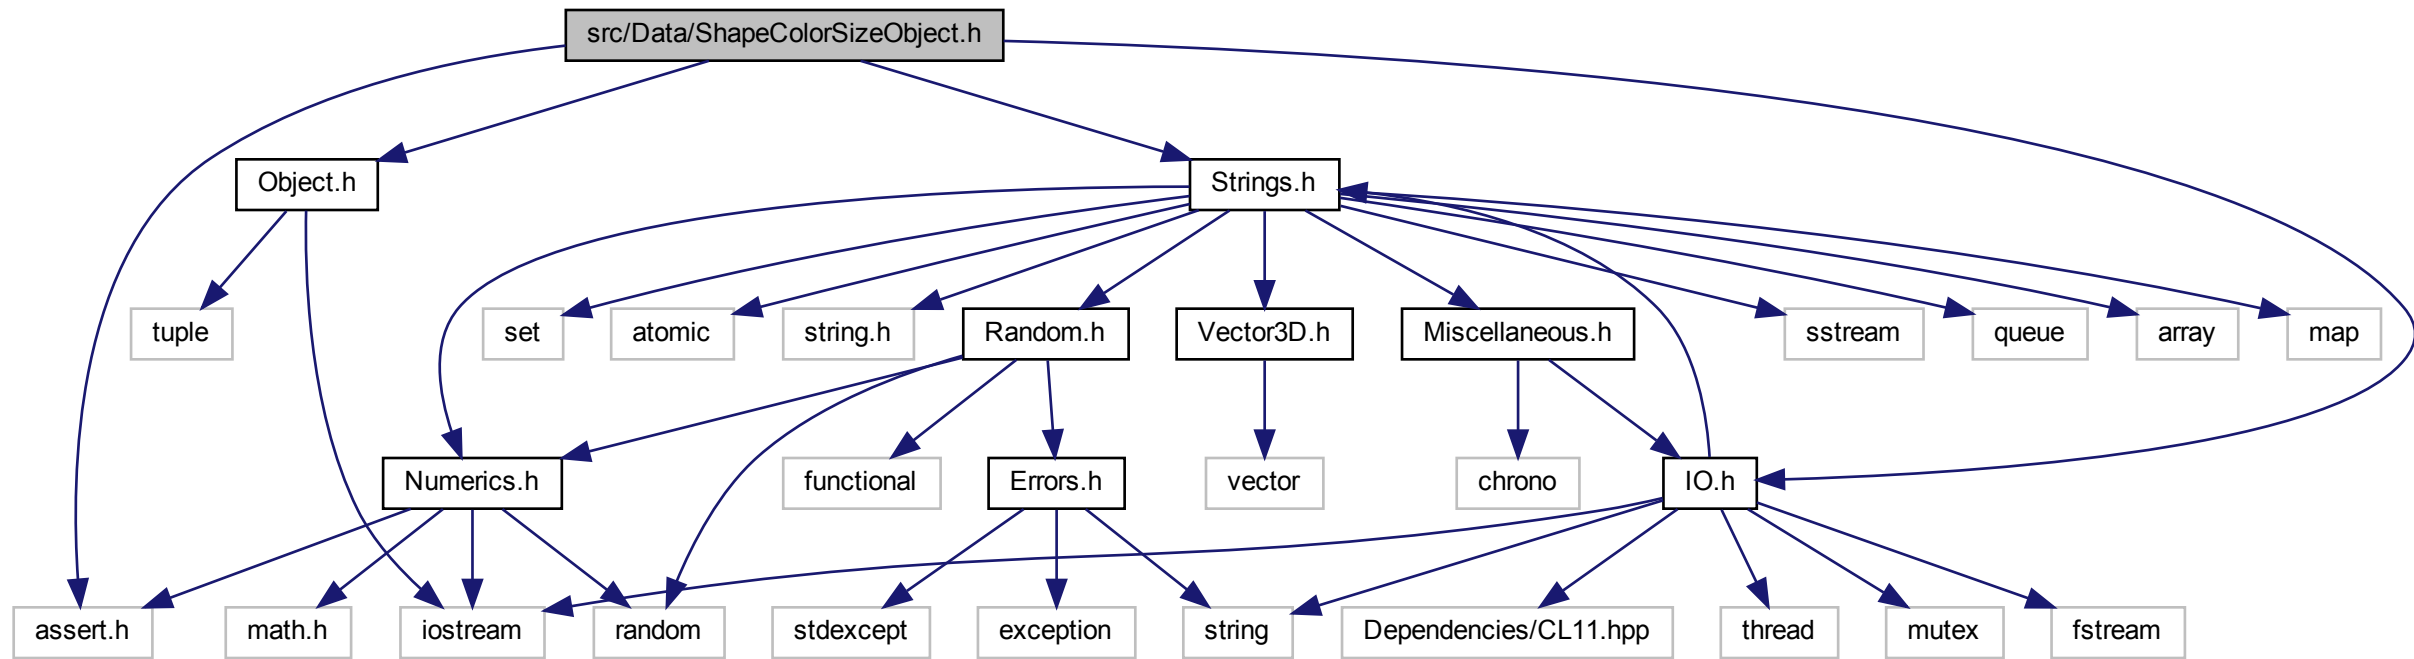 src/Data/ShapeColorSizeObject.h
Object.h
Strings.h
tuple
set
atomic
string.h
Random.h
Vector3D.h
Miscellaneous.h
sstream
queue
array
map
Numerics.h
functional
Errors.h
vector
chrono
IO.h
assert.h
math.h
iostream
random
stdexcept
exception
string
Dependencies/CL11.hpp
thread
mutex
fstream